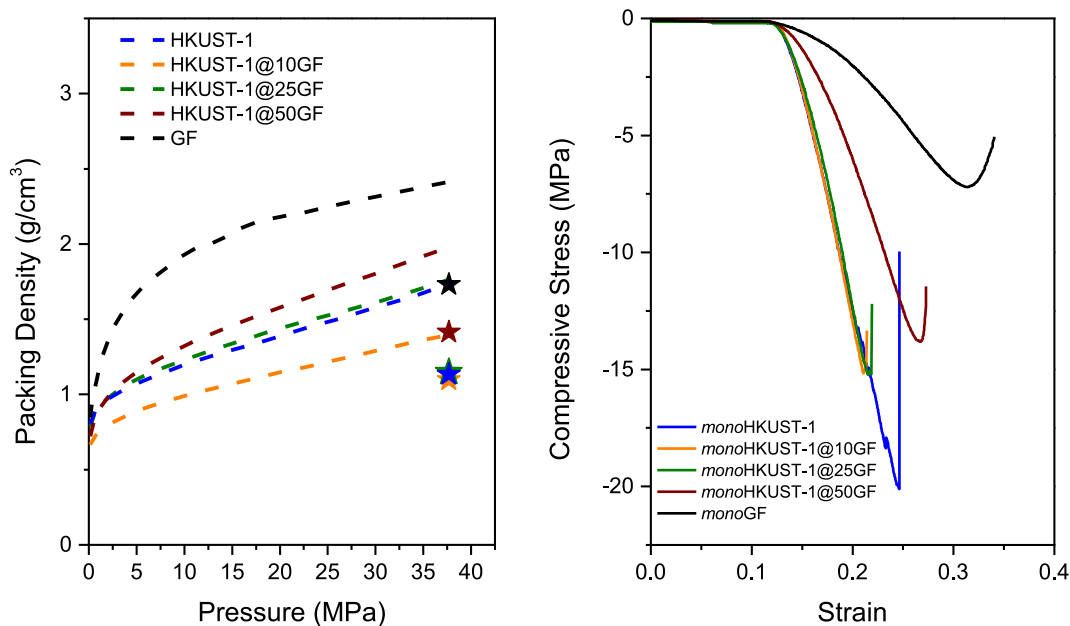 HKUST-1
HKUST-1@10GF
HKUST-1@25GF
HKUST-1@50GF
GF
3
2
1
0
Packing Density (g/cm³)
0 5 10 15 20 25 30 35 40
Pressure (MPa)
0
-5
-10
-15
-20
Compressive Stress (MPa)
monoHKUST-1
monoHKUST-1@10GF
monoHKUST-1@25GF
monoHKUST-1@50GF
monoGF
0.0 0.1 0.2 0.3 0.4
Strain